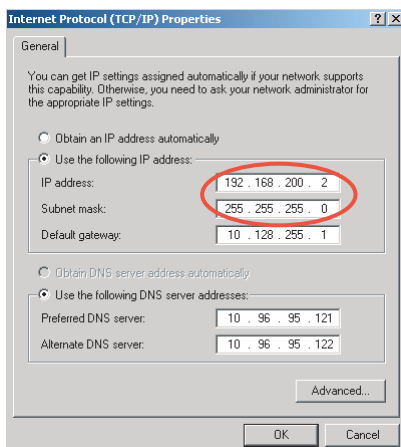 Internet Protocol (TCP/IP) Properties
General
You can get IP settings assigned automatically if your network supports
this capability. Otherwise, you need to ask your network administrator for
the appropriate IP settings.
Obtain an IP address automatically
Use the following IP address:
IP address: 192 . 168 . 200 . 2
Subnet mask: 255 . 255 . 255 . 0
Default gateway: 10 . 128 . 255 . 1
Obtain DNS server address automatically
Use the following DNS server addresses:
Preferred DNS server: 10 . 96 . 95 . 121
Alternate DNS server: 10 . 96 . 95 . 122
Advanced...
OK Cancel